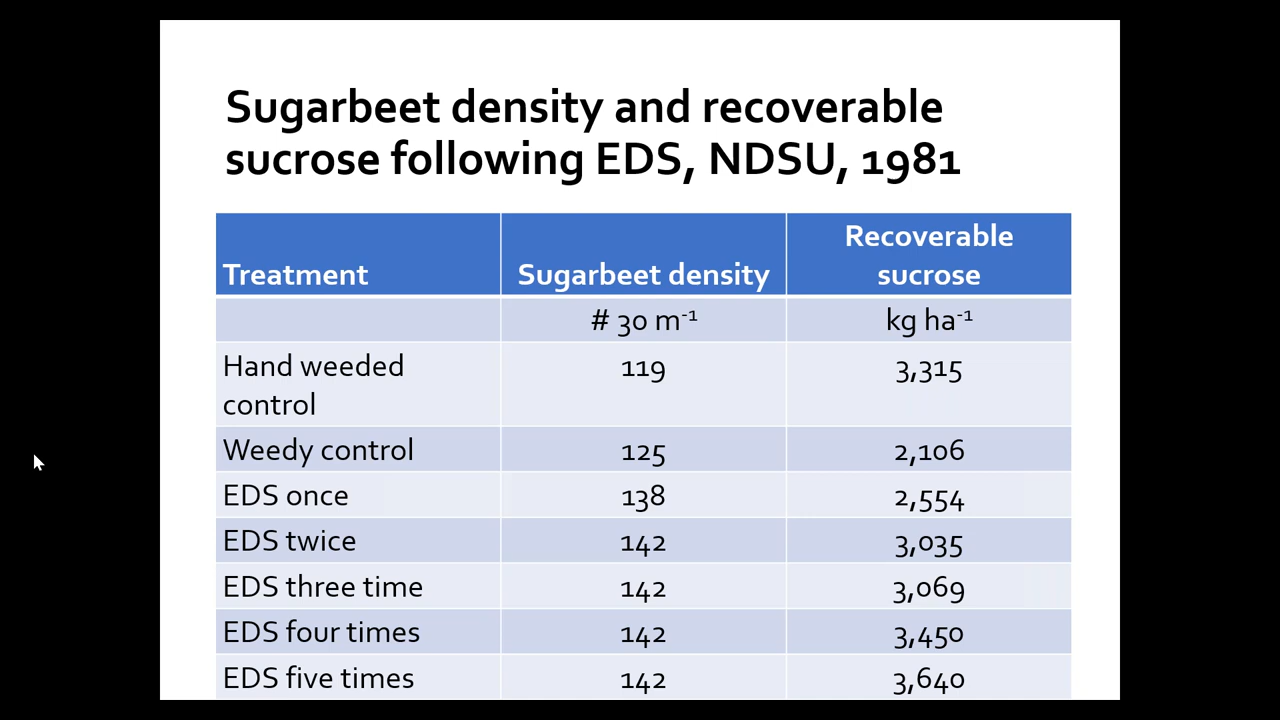 Sugarbeet density and recoverable
sucrose following EDS, NDSU, 1981
Treatment Sugarbeet density Recoverable
sucrose
# 30 m⁻¹ kg ha⁻¹
Hand weeded
control 119 3,315
Weedy control 125 2,106
EDS once 138 2,554
EDS twice 142 3,035
EDS three time 142 3,069
EDS four times 142 3,450
EDS five times 142 3,640